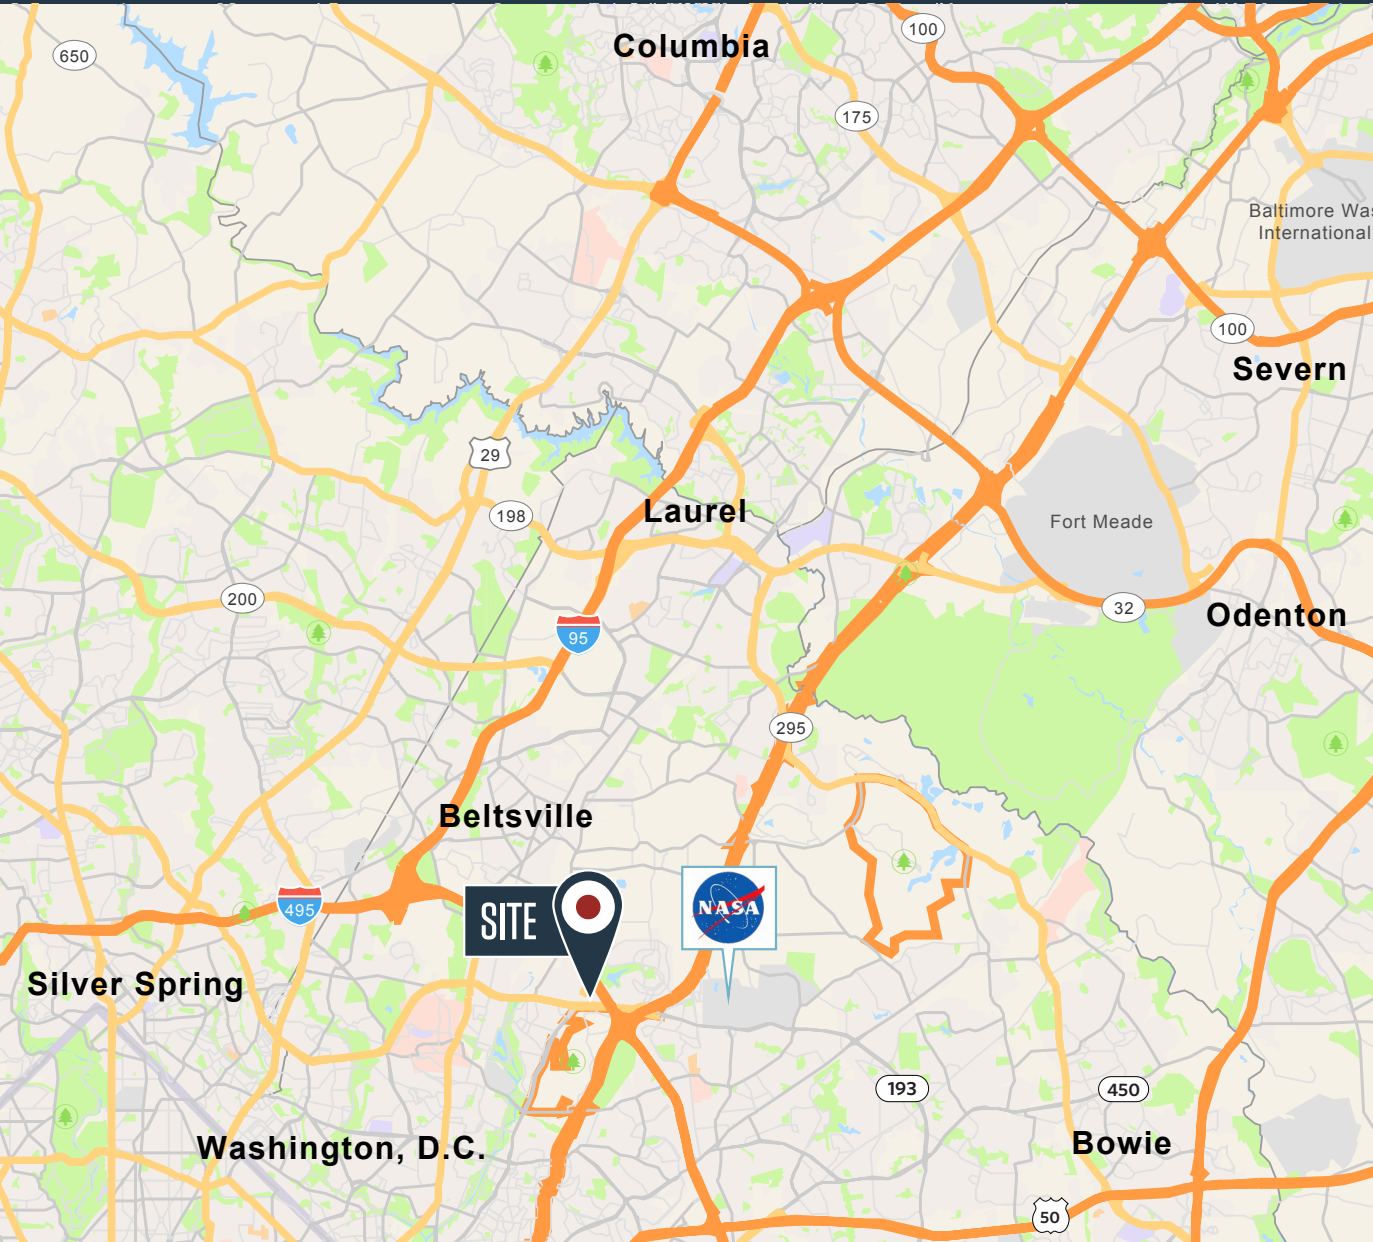 Columbia
100
650
175
Baltimore Was
International
100
Severn
29
198
Laurel
Fort Meade
200
32
Odenton
95
295
Beltsville
495
SITE
NASA
Silver Spring
193
450
Washington, D.C.
Bowie
50